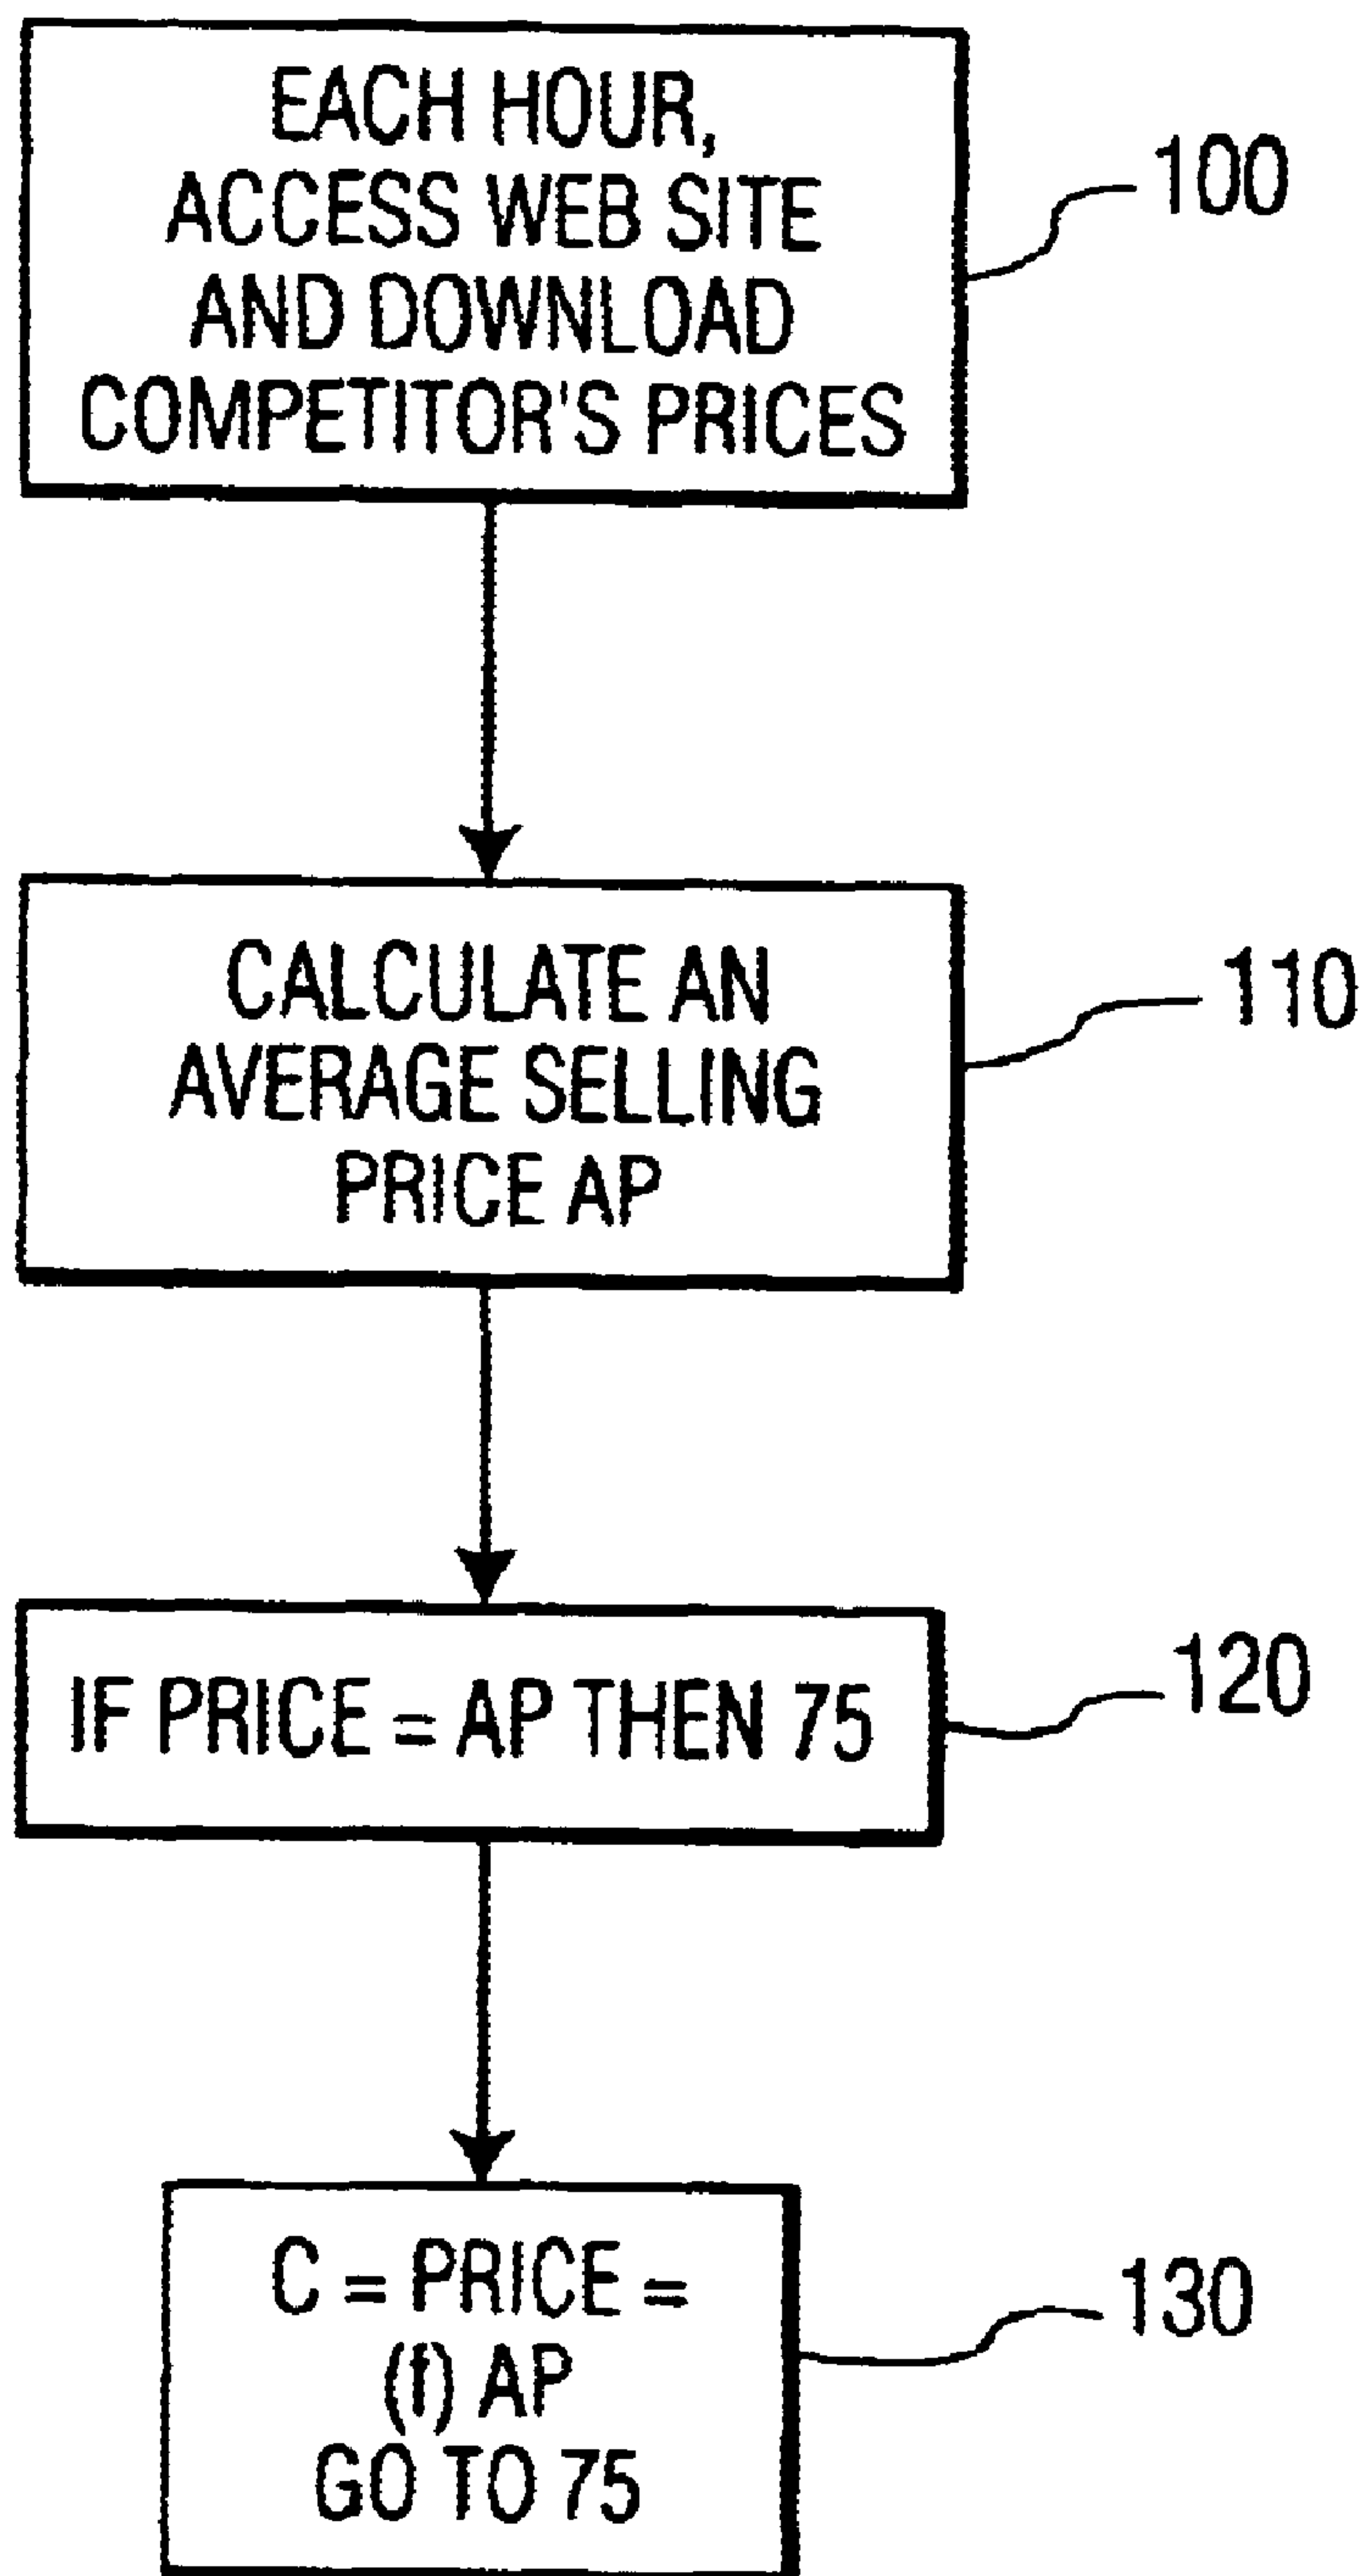 EACH HOUR,
ACCESS WEB SITE
AND DOWNLOAD
COMPETITOR'S PRICES
100
CALCULATE AN
AVERAGE SELLING
PRICE AP
110
IF PRICE = AP THEN 75
120
C = PRICE =
(f) AP
GO TO 75
130